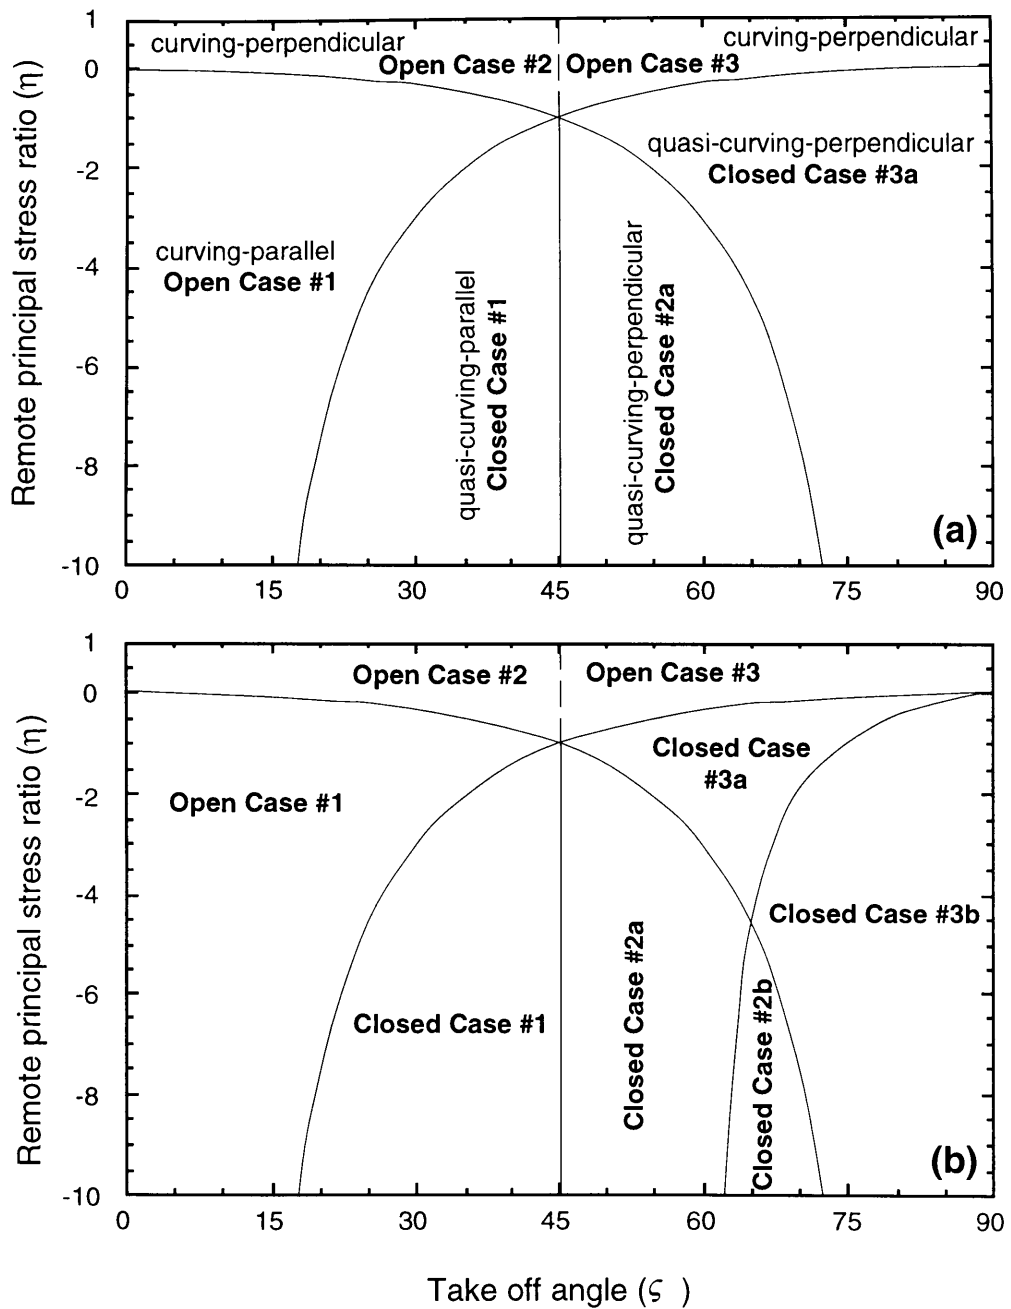 1
curving-perpendicular
curving-perpendicular
0
Open Case #2
Open Case #3
quasi-curving-perpendicular
Closed Case #3a
-2
curving-parallel
Open Case #1
-4
quasi-curving-parallel
Closed Case #1
quasi-curving-perpendicular
Closed Case #2a
-6
-8
(a)
-10
Remote principal stress ratio (η)
0 15 30 45 60 75 90
1
Open Case #2
Open Case #3
0
Closed Case
#3a
Open Case #1
-2
-4
Closed Case #3b
Closed Case #1
Closed Case #2a
Closed Case #2b
-6
-8
(b)
-10
Remote principal stress ratio (η)
0 15 30 45 60 75 90
Take off angle (ς )